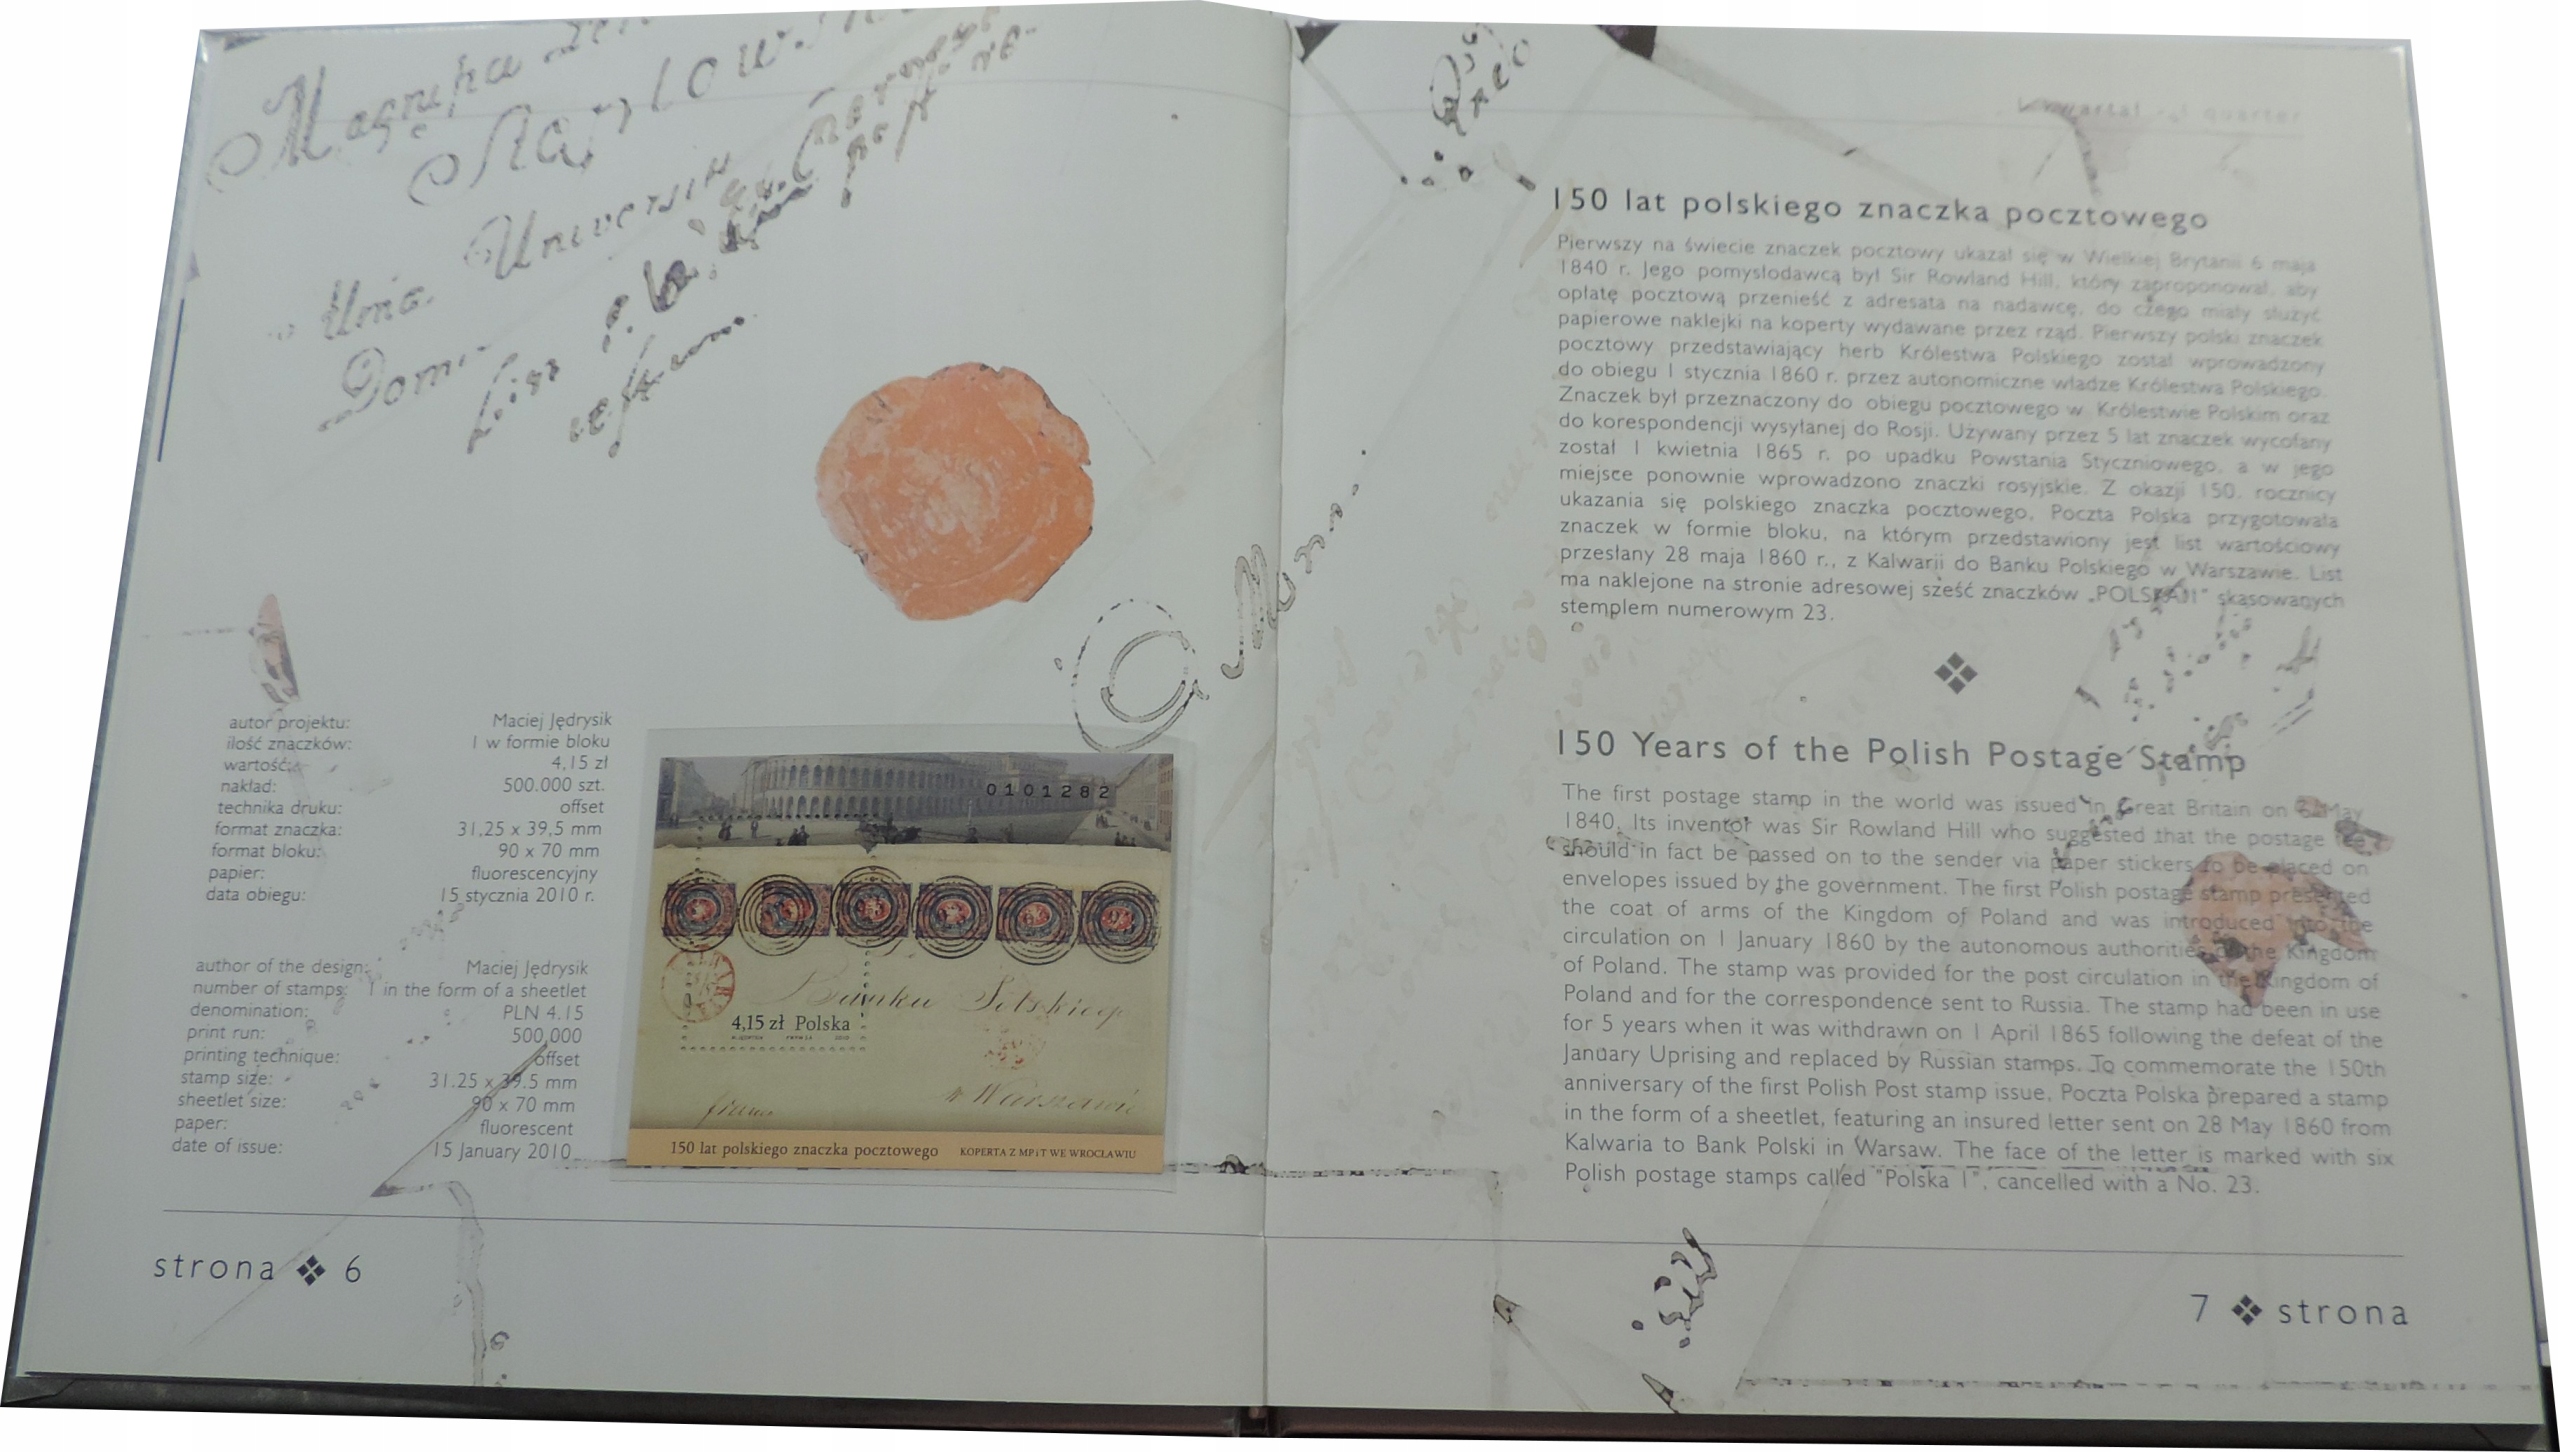 autor projektu: Maciej Jędrysik
ilość znaczków: 1 w formie bloku
wartość: 4,15 zł
nakład: 500.000 szt.
technika druku: offset
format znaczka: 31,25 x 39,5 mm
format bloku: 90 x 70 mm
papier: fluorescencyjny
data obiegu: 15 stycznia 2010 r.
author of the design: Maciej Jędrysik
number of stamps: 1 in the form of a sheetlet
denomination: PLN 4.15
print run: 500,000
printing technique: offset
stamp size: 31.25 x 39.5 mm
sheetlet size: 90 x 70 mm
paper: fluorescent
date of issue: 15 January 2010
0101282
Banku Polskiego
4,15 zł Polska
w Warszawie
franco
150 lat polskiego znaczka pocztowego KOPERTA Z MPiT WE WROCŁAWIU
strona 6
kwartał quarter
150 lat polskiego znaczka pocztowego
Pierwszy na świecie znaczek pocztowy ukazał się w Wielkiej Brytanii 6 maja
1840 r. Jego pomysłodawcą był Sir Rowland Hill, który zaproponował, aby
opłatę pocztową przenieść z adresata na nadawcę, do czego miały służyć
papierowe naklejki na koperty wydawane przez rząd. Pierwszy polski znaczek
pocztowy przedstawiający herb Królestwa Polskiego został wprowadzony
do obiegu 1 stycznia 1860 r. przez autonomiczne władze Królestwa Polskiego.
Znaczek był przeznaczony do obiegu pocztowego w Królestwie Polskim oraz
do korespondencji wysyłanej do Rosji. Używany przez 5 lat znaczek wycofany
został 1 kwietnia 1865 r. po upadku Powstania Styczniowego, a w jego
miejsce ponownie wprowadzono znaczki rosyjskie. Z okazji 150. rocznicy
ukazania się polskiego znaczka pocztowego, Poczta Polska przygotowała
znaczek w formie bloku, na którym przedstawiony jest list wartościowy
przesłany 28 maja 1860 r., z Kalwarii do Banku Polskiego w Warszawie. List
ma naklejone na stronie adresowej sześć znaczków „POLSKA1" skasowanych
stemplem numerowym 23.
150 Years of the Polish Postage Stamp
The first postage stamp in the world was issued in Great Britain on 6 May
1840. Its inventor was Sir Rowland Hill who suggested that the postage fee
should in fact be passed on to the sender via paper stickers to be placed on
envelopes issued by the government. The first Polish postage stamp presented
the coat of arms of the Kingdom of Poland and was introduced into the
circulation on 1 January 1860 by the autonomous authorities of the Kingdom
of Poland. The stamp was provided for the post circulation in the Kingdom of
Poland and for the correspondence sent to Russia. The stamp had been in use
for 5 years when it was withdrawn on 1 April 1865 following the defeat of the
January Uprising and replaced by Russian stamps. To commemorate the 150th
anniversary of the first Polish Post stamp issue, Poczta Polska prepared a stamp
in the form of a sheetlet, featuring an insured letter sent on 28 May 1860 from
Kalwaria to Bank Polski in Warsaw. The face of the letter is marked with six
Polish postage stamps called "Polska 1", cancelled with a No. 23.
7 strona